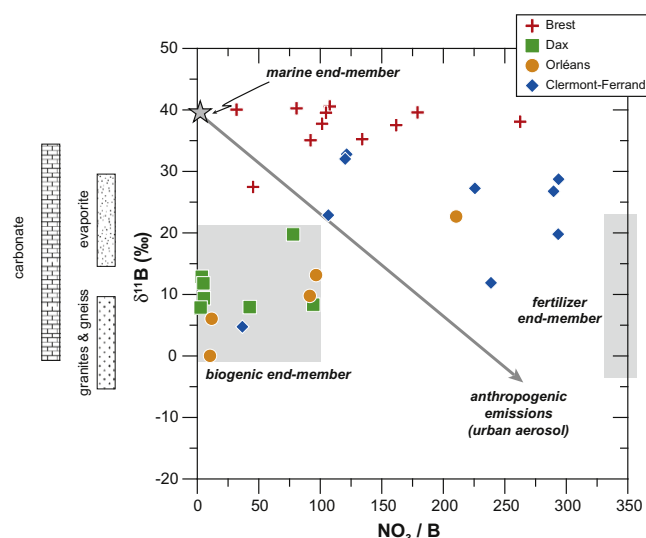 Brest
Dax
Orléans
Clermont-Ferrand
50
40
30
20
10
0
-10
-20
δ¹¹B (‰)
marine end-member
biogenic end-member
fertilizer
end-member
anthropogenic
emissions
(urban aerosol)
carbonate
evaporite
granites & gneiss
0
50
100
150
200
250
300
350
NO₃ / B